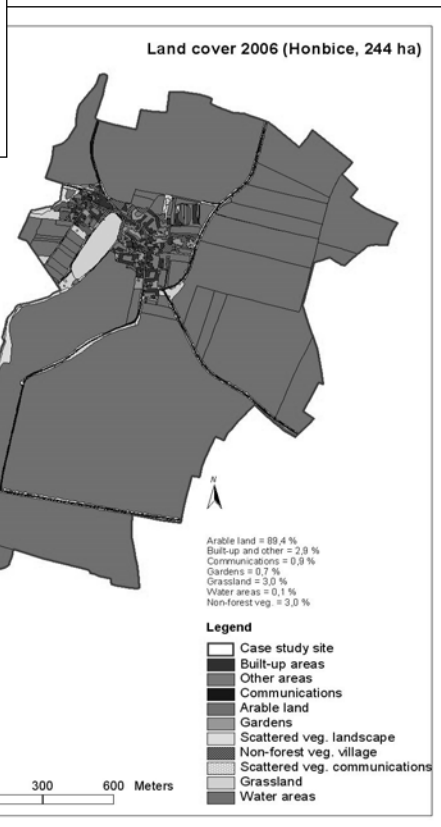 Land cover 2006 (Honbice, 244 ha)
N
Arable land = 89,4 %
Built-up and other = 2,9 %
Communications = 0,9 %
Gardens = 0,7 %
Grassland = 3,0 %
Water areas = 0,1 %
Non-forest veg. = 3,0 %
Legend
Case study site
Built-up areas
Other areas
Communications
Arable land
Gardens
Scattered veg. landscape
Non-forest veg. village
Scattered veg. communications
Grassland
Water areas
300 600 Meters